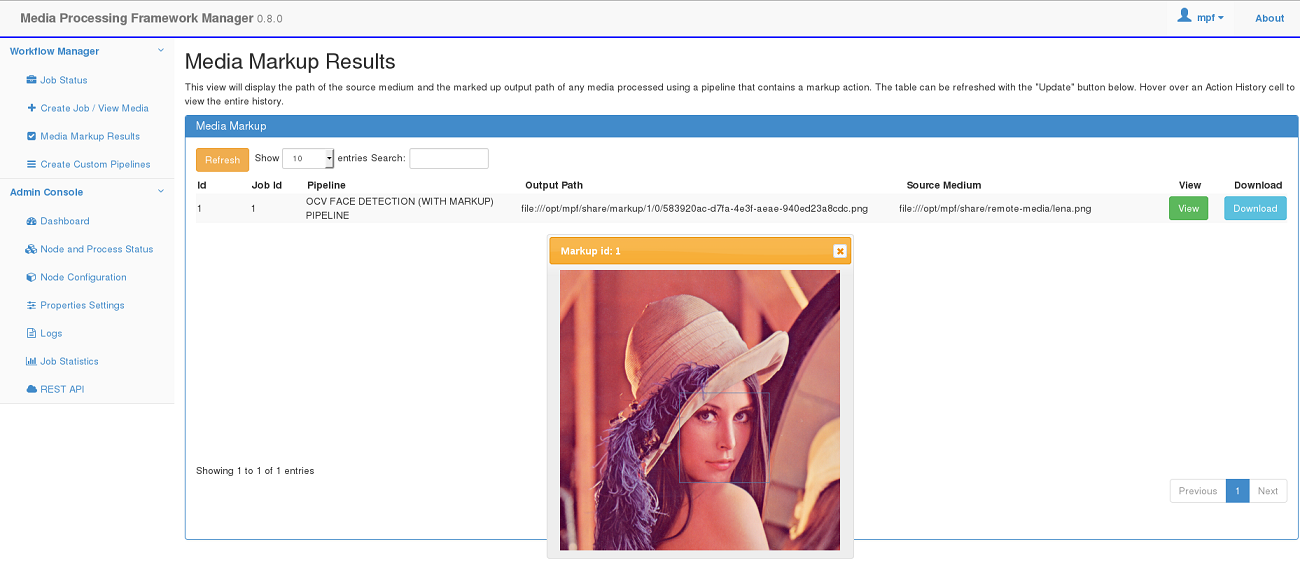 Media Processing Framework Manager 0.8.0
mpf
About
Workflow Manager
Job Status
Create Job / View Media
Media Markup Results
Create Custom Pipelines
Admin Console
Dashboard
Node and Process Status
Node Configuration
Properties Settings
Logs
Job Statistics
REST API
Media Markup Results
This view will display the path of the source medium and the marked up output path of any media processed using a pipeline that contains a markup action. The table can be refreshed with the "Update" button below. Hover over an Action History cell to
view the entire history.
Media Markup
Refresh Show 10 entries Search:
Id Job Id Pipeline Output Path Source Medium View Download
1 1 OCV FACE DETECTION (WITH MARKUP) file:///opt/mpf/share/markup/1/0/583920ac-d7fa-4e3f-aeae-940ed23a8cdc.png file:///opt/mpf/share/remote-media/lena.png View Download
PIPELINE
Markup id: 1
Showing 1 to 1 of 1 entries
Previous 1 Next